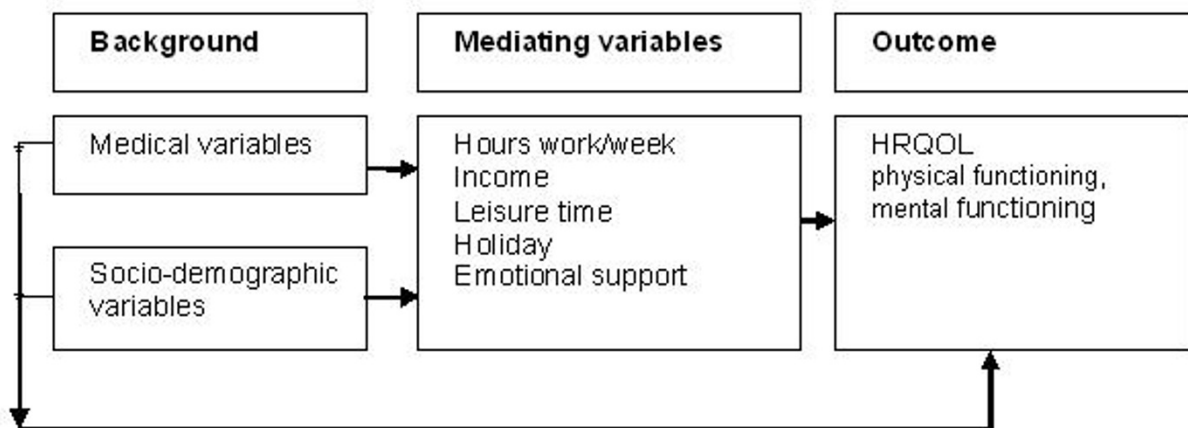 Background
Mediating variables
Outcome
Medical variables
Socio-demographic
variables
Hours work/week
Income
Leisure time
Holiday
Emotional support
HRQOL
physical functioning,
mental functioning